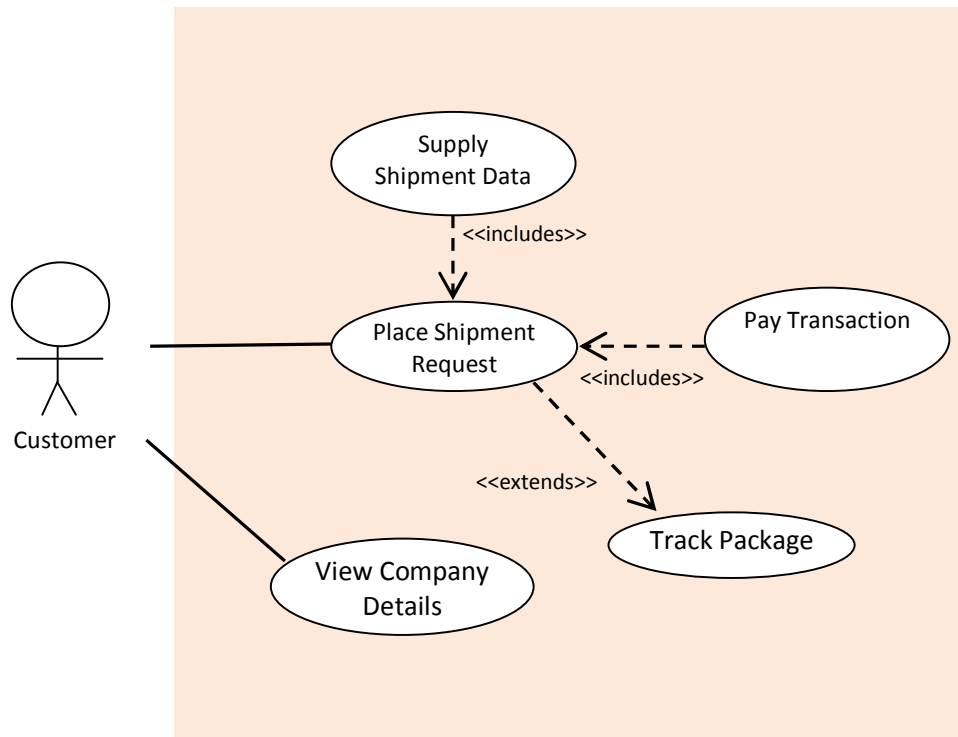 Supply
Shipment Data
<<includes>>
Place Shipment
Request
Pay Transaction
<<includes>>
Customer
<<extends>>
Track Package
View Company
Details